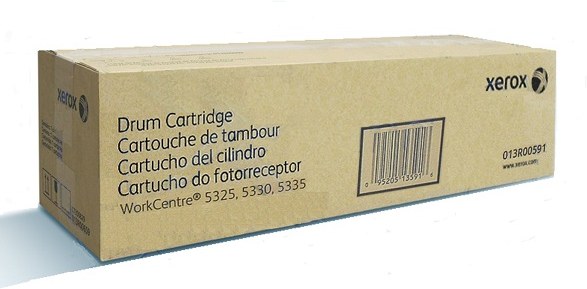 xerox
Drum Cartridge
Cartouche de tambour
Cartucho del cilindro
Cartucho do fotorreceptor
WorkCentre® 5325, 5330, 5335
xerox
013R00591
www.xerox.com